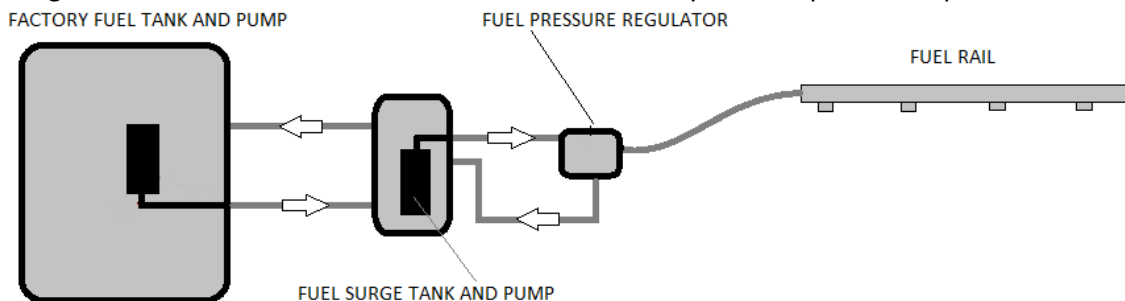 FACTORY FUEL TANK AND PUMP
FUEL PRESSURE REGULATOR
FUEL RAIL
FUEL SURGE TANK AND PUMP